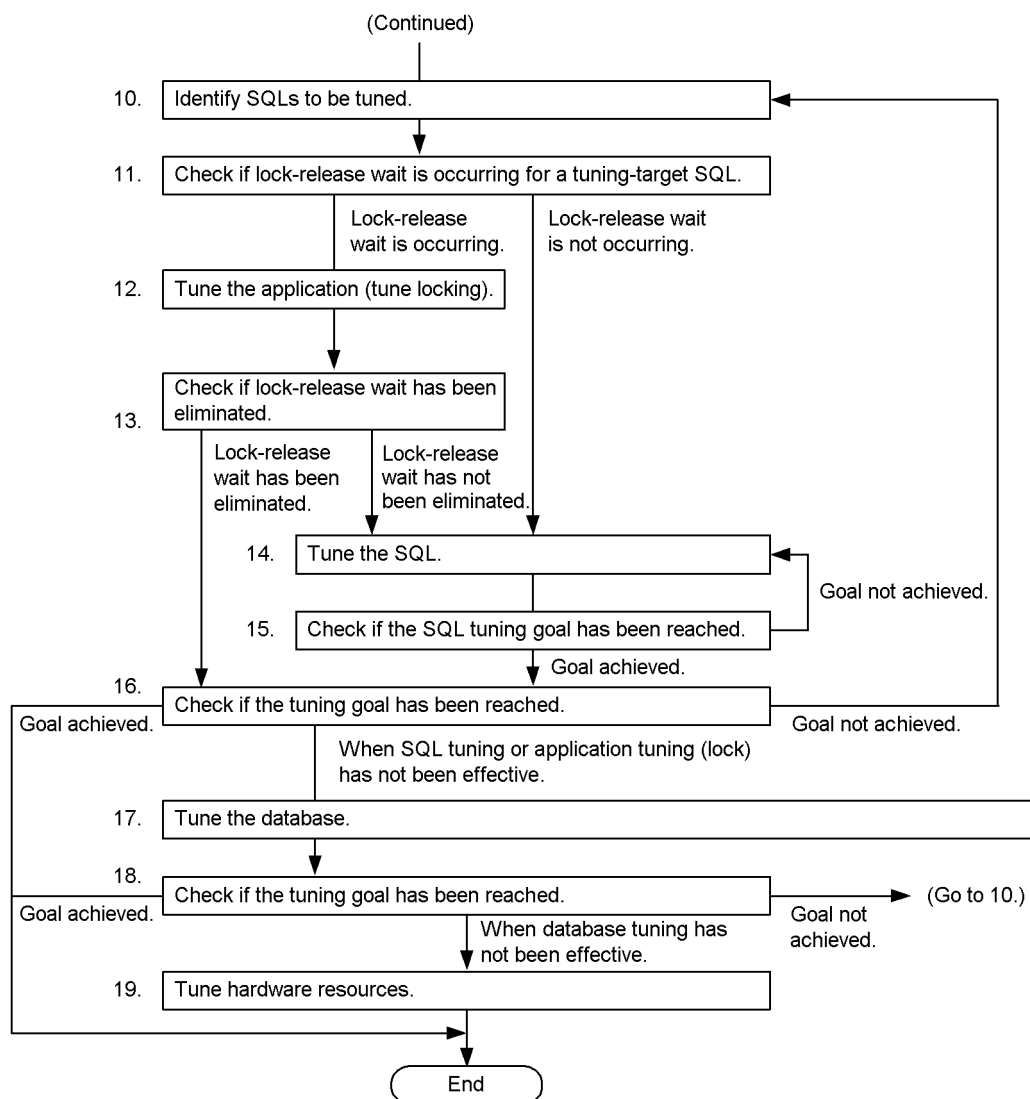 (Continued)
10.
Identify SQLs to be tuned.
11.
Check if lock-release wait is occurring for a tuning-target SQL.
Lock-release
wait is occurring.
Lock-release wait
is not occurring.
12.
Tune the application (tune locking).
13.
Check if lock-release wait has been
eliminated.
Lock-release
wait has been
eliminated.
Lock-release
wait has not
been eliminated.
14.
Tune the SQL.
Goal not achieved.
15.
Check if the SQL tuning goal has been reached.
Goal achieved.
16.
Check if the tuning goal has been reached.
Goal achieved.
Goal not achieved.
When SQL tuning or application tuning (lock)
has not been effective.
17.
Tune the database.
18.
Check if the tuning goal has been reached.
(Go to 10.)
Goal achieved.
Goal not
achieved.
When database tuning has
not been effective.
19.
Tune hardware resources.
End